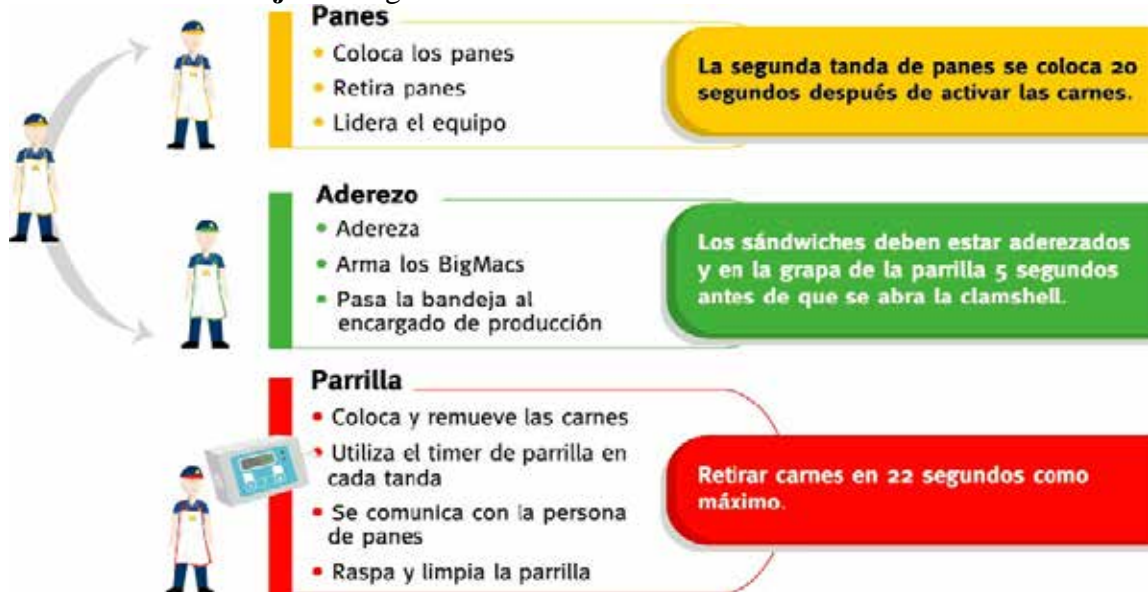 Panes
• Coloca los panes
• Retira panes
• Lidera el equipo
La segunda tanda de panes se coloca 20
segundos después de activar las carnes.
Aderezo
• Adereza
• Arma los BigMacs
• Pasa la bandeja al
encargado de producción
Los sándwiches deben estar aderezados
y en la grapa de la parrilla 5 segundos
antes de que se abra la clamshell.
Parrilla
• Coloca y remueve las carnes
• Utiliza el timer de parrilla en
cada tanda
• Se comunica con la persona
de panes
• Raspa y limpia la parrilla
Retirar carnes en 22 segundos como
máximo.